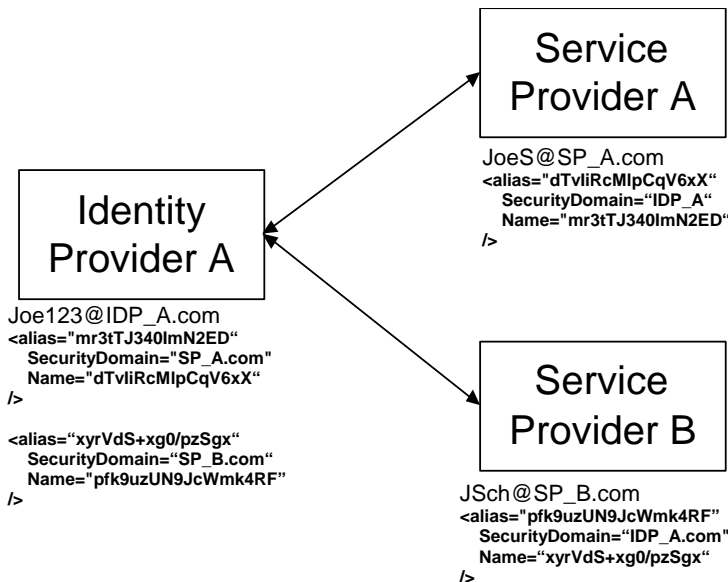 Service
Provider A
JoeS@SP_A.com
<alias="dTvIiRcMlpCqV6xX“
SecurityDomain=“IDP_A“
Name="mr3tTJ340ImN2ED“
/>
Identity
Provider A
Joe123@IDP_A.com
<alias="mr3tTJ340ImN2ED“
SecurityDomain="SP_A.com"
Name="dTvIiRcMlpCqV6xX“
/>
<alias=“xyrVdS+xg0/pzSgx“
SecurityDomain=“SP_B.com“
Name="pfk9uzUN9JcWmk4RF”
/>
Service
Provider B
JSch@SP_B.com
<alias="pfk9uzUN9JcWmk4RF”
SecurityDomain=“IDP_A.com"
Name=“xyrVdS+xg0/pzSgx“
/>